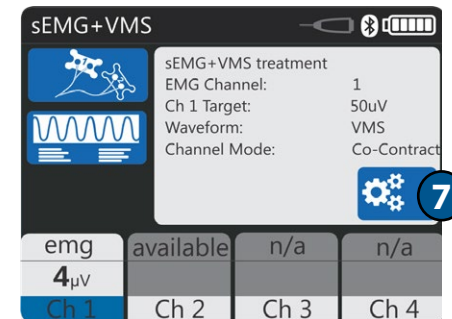 sEMG+VMS
sEMG+VMS treatment
EMG Channel: 1
Ch 1 Target: 50uV
Waveform: VMS
Channel Mode: Co-Contract
7
emg available n/a n/a
4µV
Ch 1 Ch 2 Ch 3 Ch 4